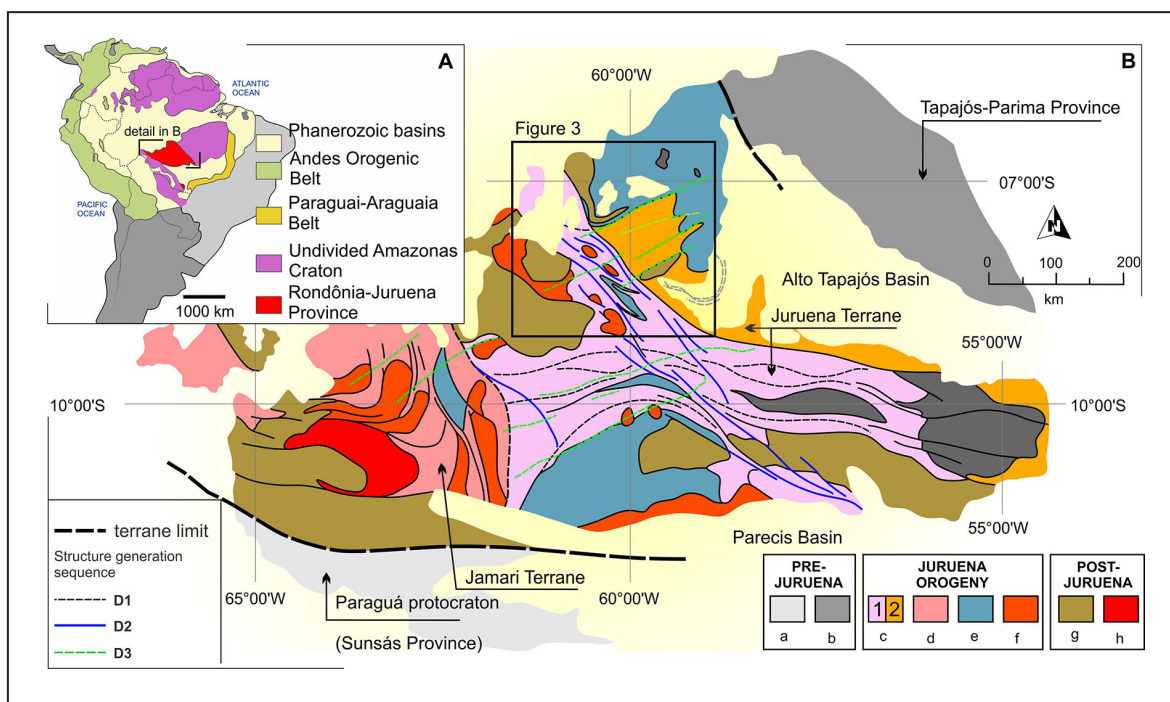 A
ATLANTIC
OCEAN
detail in B
PACIFIC
OCEAN
1000 km
Phanerozoic basins
Andes Orogenic
Belt
Paraguai-Araguaia
Belt
Undivided Amazonas
Craton
Rondônia-Juruena
Province
B
60°00'W
Tapajós-Parima Province
Figure 3
07°00'S
N
0 100 200
km
Alto Tapajós Basin
Juruena Terrane
55°00'W
10°00'S
10°00'S
55°00'W
Parecis Basin
Jamari Terrane
65°00'W
60°00'W
Paraguá protocraton
(Sunsás Province)
terrane limit
Structure generation
sequence
D1
D2
D3
PRE-
JURUENA
a b
JURUENA
OROGENY
1 2
c d e f
POST-
JURUENA
g h